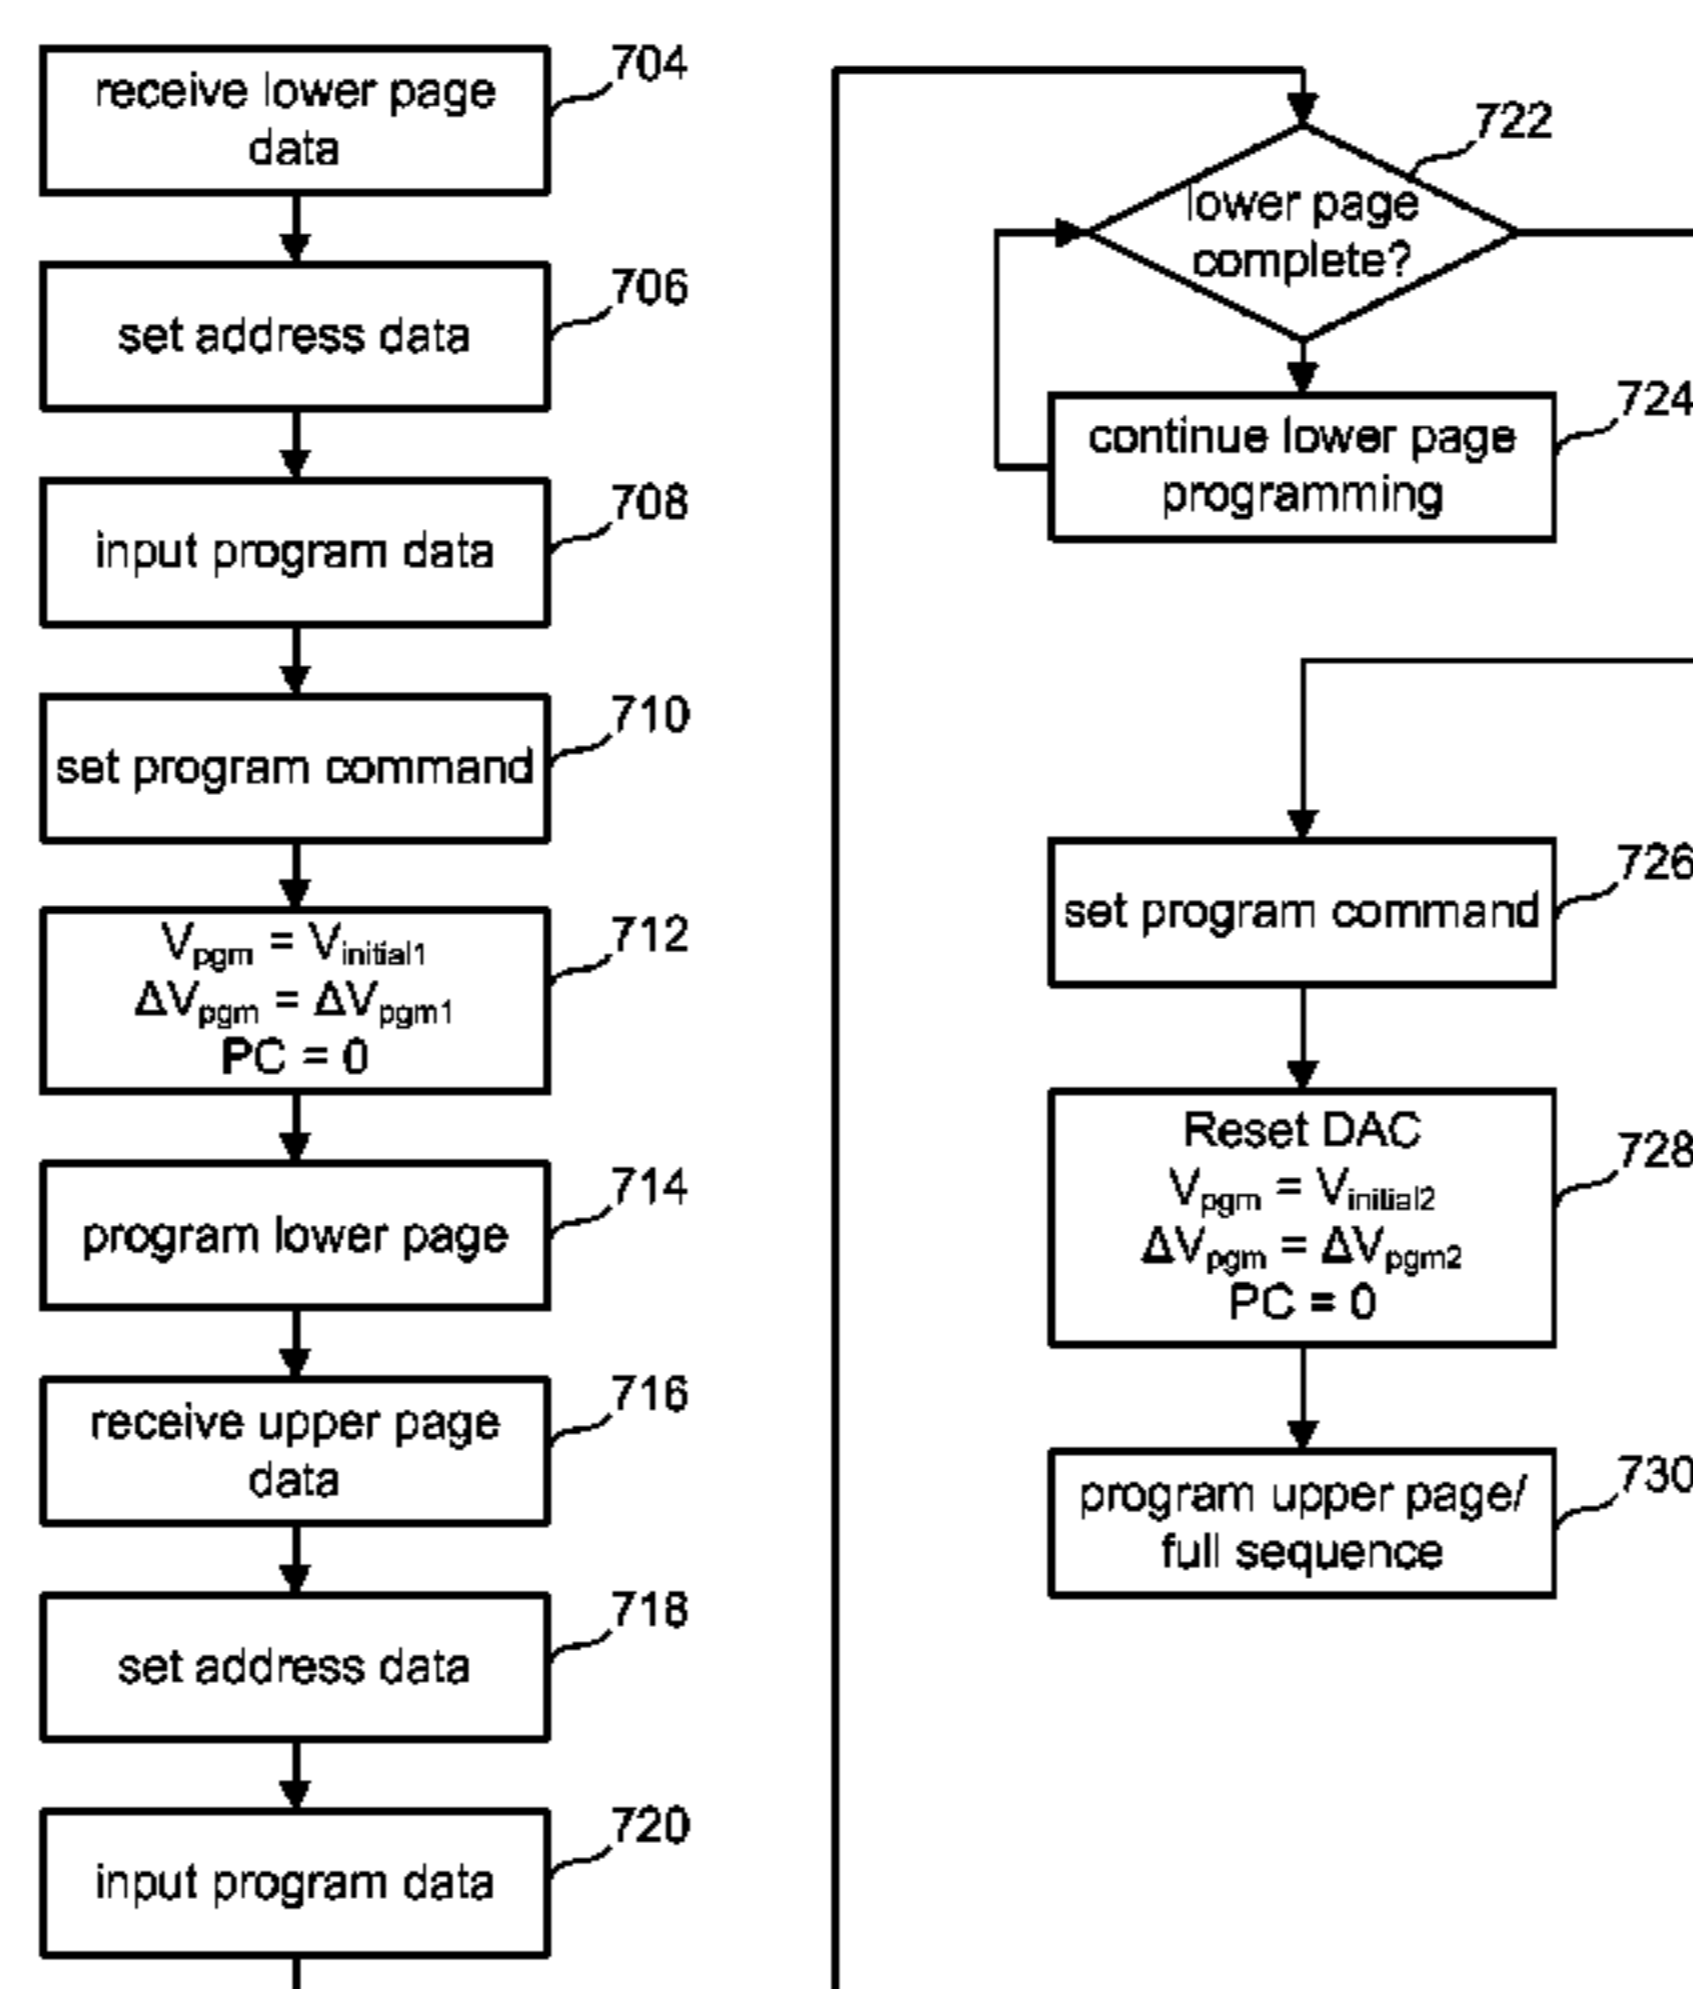 receive lower page
data
704
set address data
706
input program data
708
set program command
710
Vpgm = Vinitial1
ΔVpgm = ΔVpgm1
PC = 0
712
program lower page
714
receive upper page
data
716
set address data
718
input program data
720
lower page
complete?
722
continue lower page
programming
724
set program command
726
Reset DAC
Vpgm = Vinitial2
ΔVpgm = ΔVpgm2
PC = 0
728
program upper page/
full sequence
730